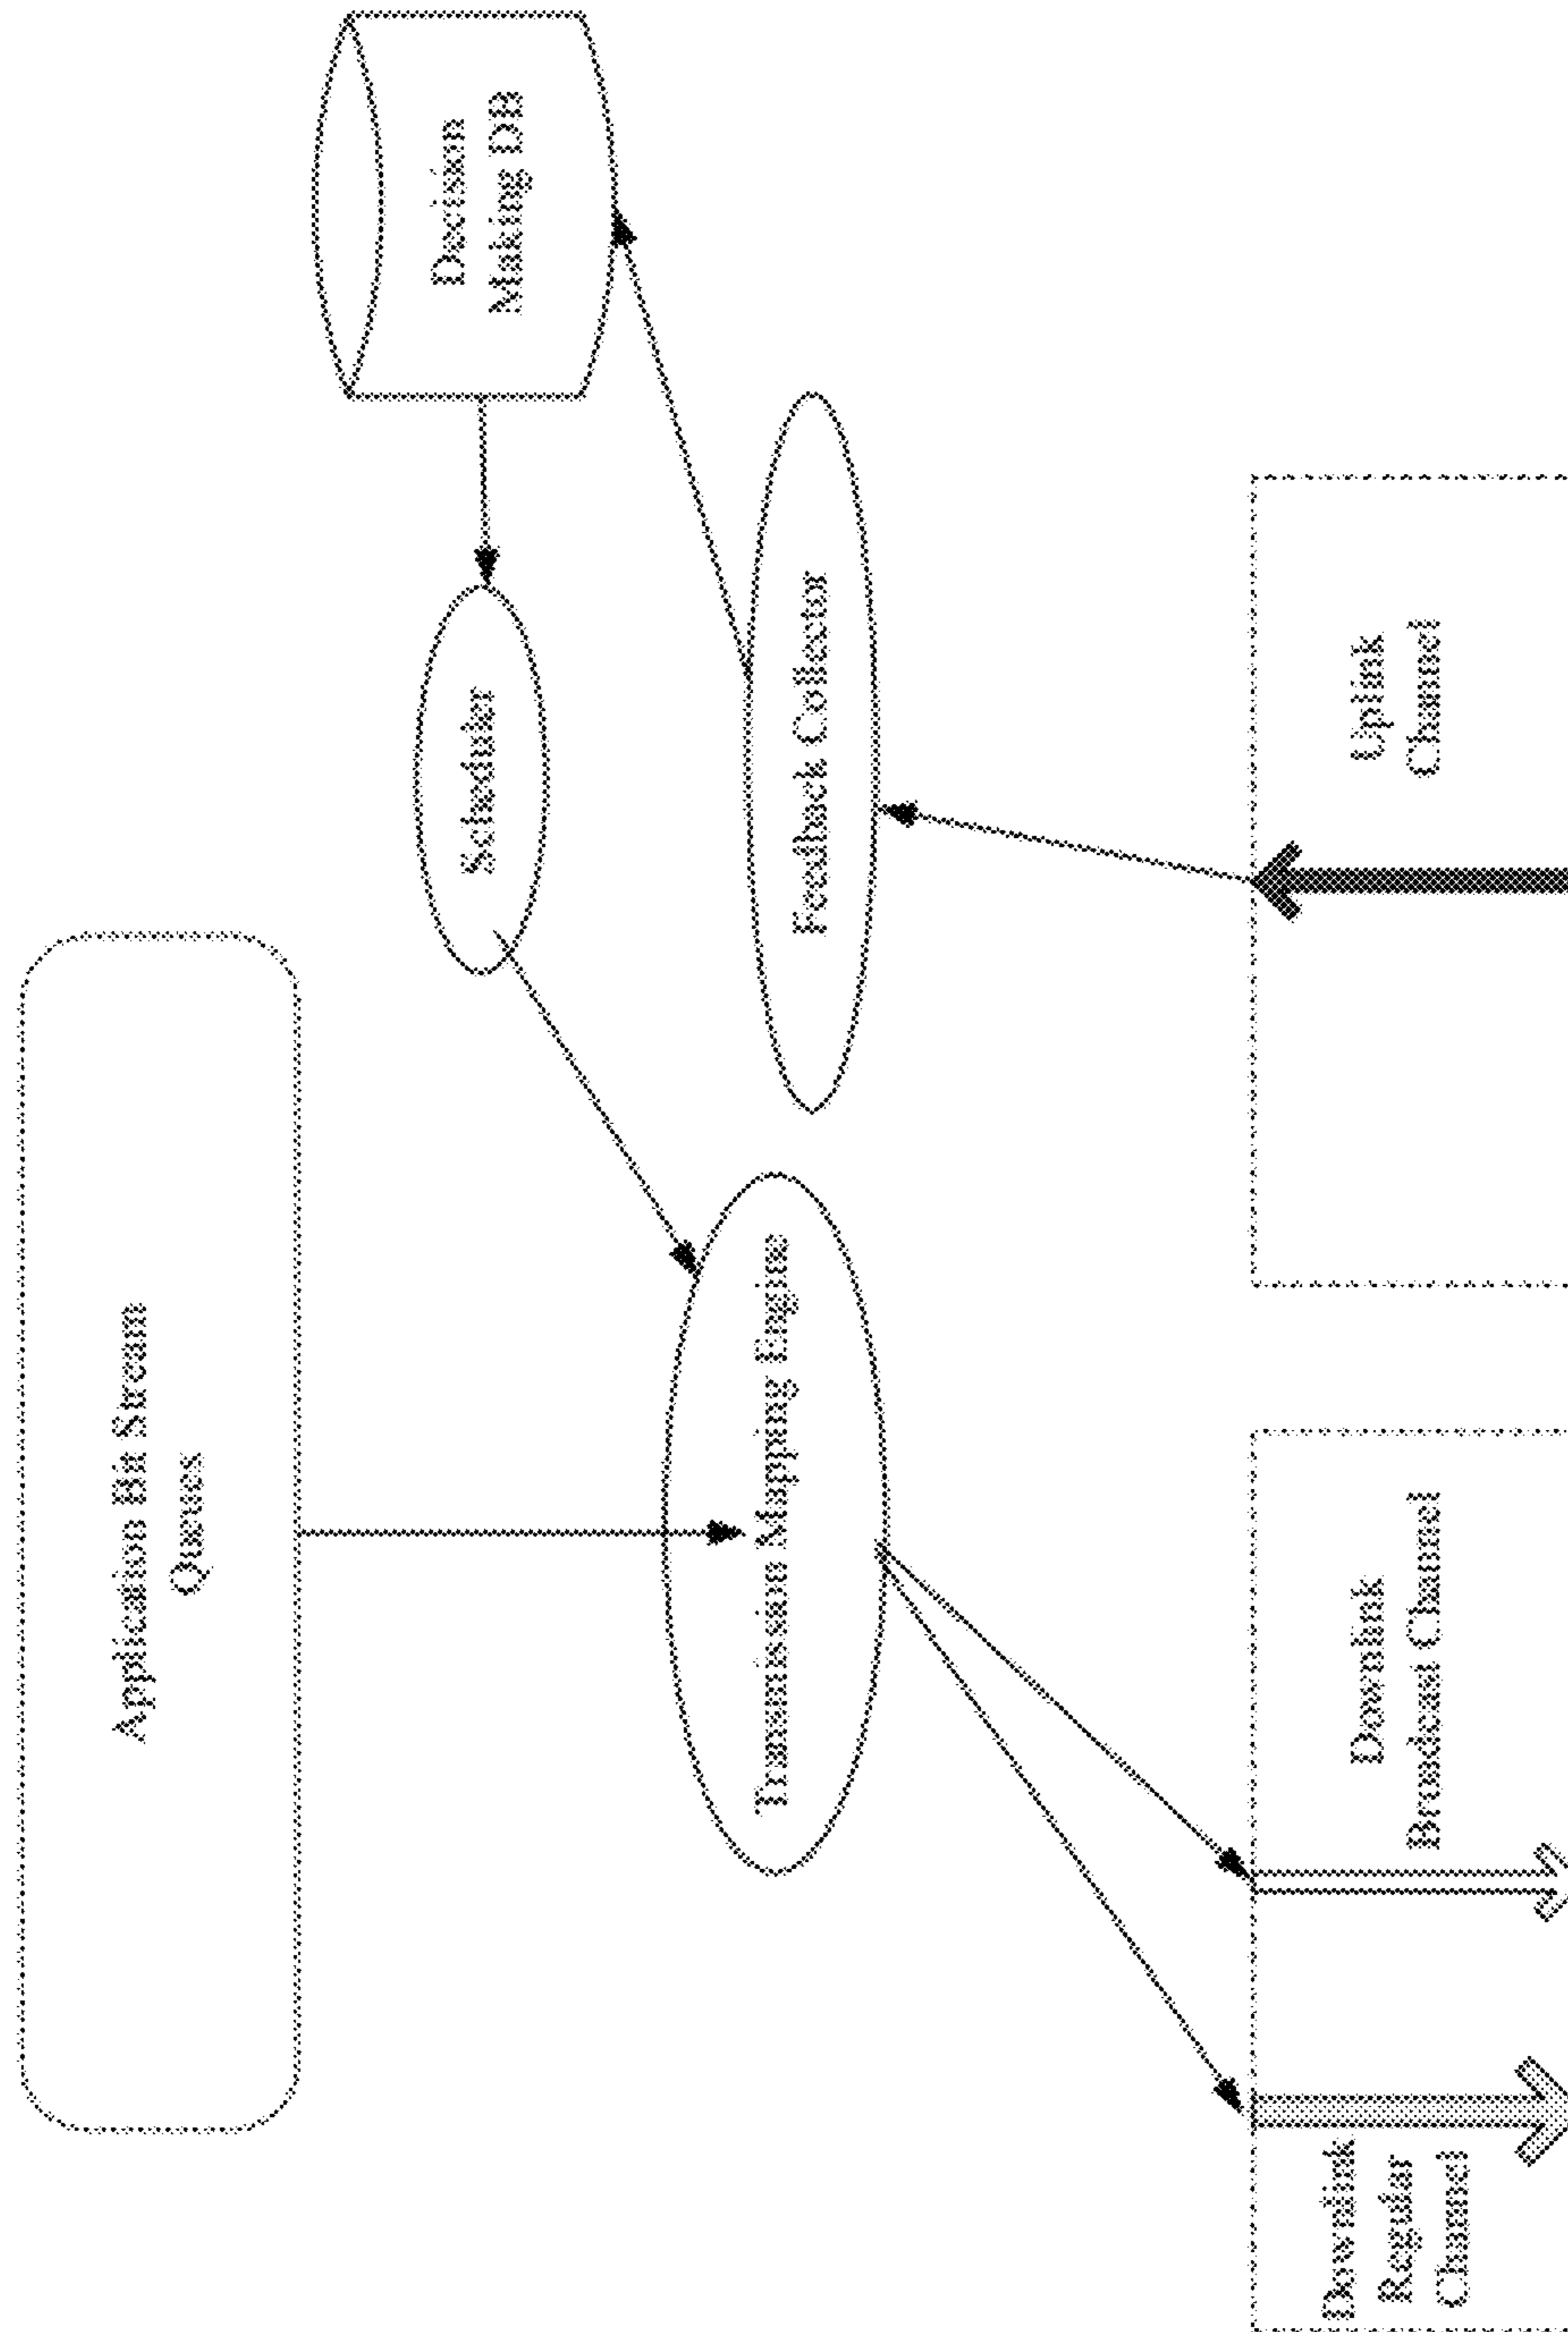 Application Bit Stream
Queues
Decision
Making DB
Scheduler
Transmission Mapping Engine
Feedback Collector
Downlink
Regular
Channel
Downlink
Broadcast Channel
Uplink
Channel